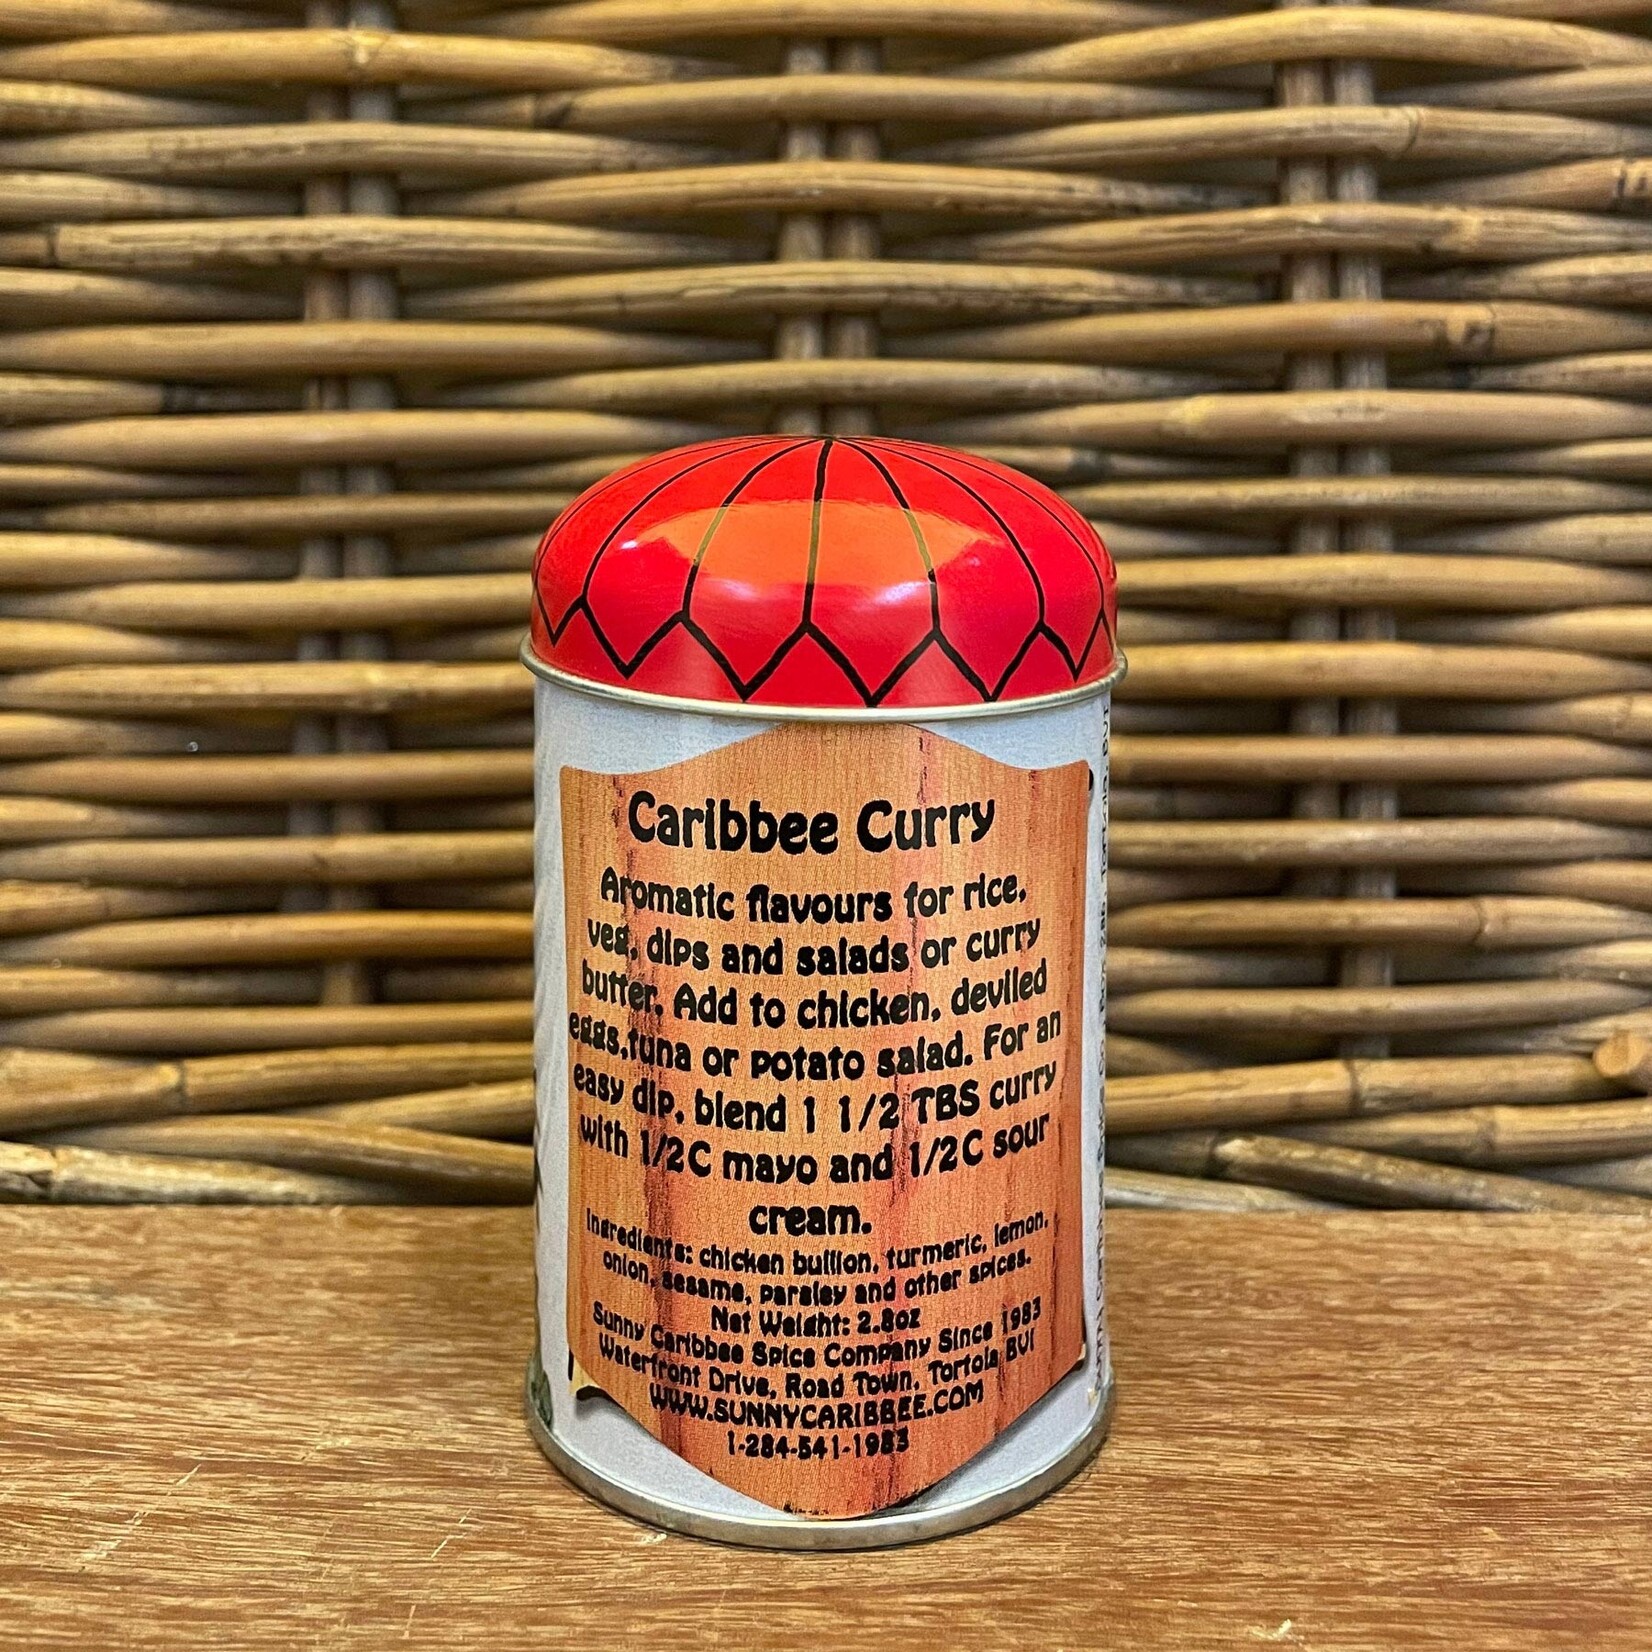 Caribbee Curry
Aromatic flavours for rice,
veg, dips and salads or curry
butter. Add to chicken, deviled
eggs,tuna or potato salad. For an
easy dip, blend 1 1/2 TBS curry
with 1/2C mayo and 1/2C sour
cream.
Ingredients: chicken bullion, turmeric, lemon,
onion, sesame, parsley and other spices.
Net Weight: 2.8oz
Sunny Caribbee Spice Company Since 1983
Waterfront Drive, Road Town, Tortola BVI
WWW.SUNNYCARIBBEE.COM
1-284-541-1983
Tortola, BVI